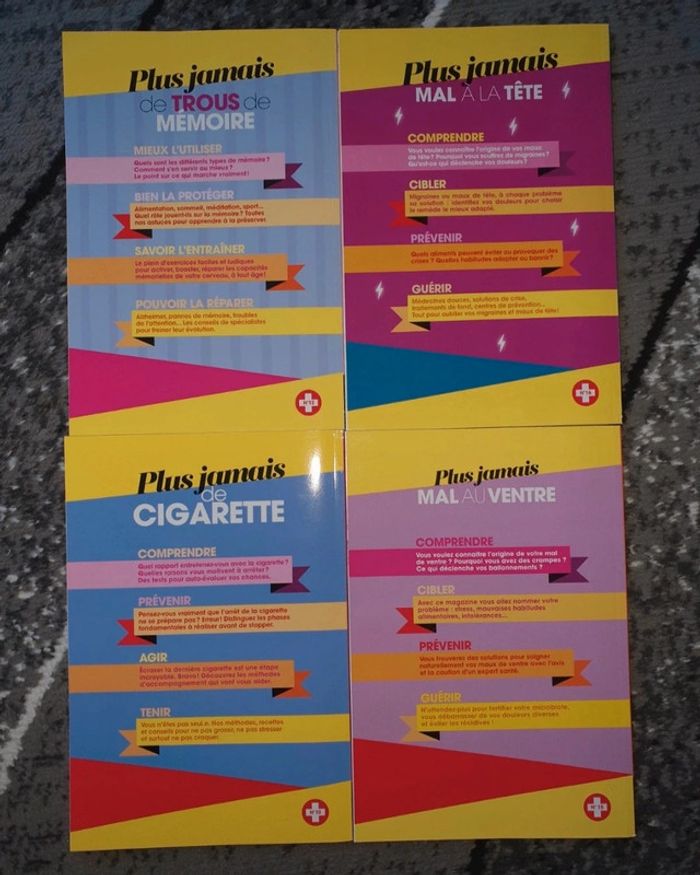 Plus jamais
de TROUS de
MÉMOIRE
MIEUX L'UTILISER
Quels sont les différents types de mémoire ?
Comment s'en servir au mieux ?
Le point sur ce qui marche vraiment !
BIEN LA PROTÉGER
Alimentation, sommeil, méditation, sport...
Quel rôle jouent-ils sur la mémoire ? Toutes
nos astuces pour apprendre à la préserver.
SAVOIR L'ENTRAÎNER
Le plein d'exercices faciles et ludiques
pour activer, booster, réparer les capacités
mémorielles de votre cerveau, à tout âge !
POUVOIR LA RÉPARER
Alzheimer, pannes de mémoire, troubles
de l'attention... Les conseils de spécialistes
pour freiner leur évolution.
Plus jamais
MAL À LA TÊTE
COMPRENDRE
Vous voulez connaître l'origine de vos maux
de tête ? Pourquoi vous souffrez de migraines ?
Qu'est-ce qui déclenche vos douleurs ?
CIBLER
Migraines ou maux de tête, à chaque problème
sa solution : identifiez vos douleurs pour choisir
le remède le mieux adapté.
PRÉVENIR
Quels aliments peuvent éviter ou provoquer des
crises ? Quelles habitudes adopter ou bannir ?
GUÉRIR
Médecines douces, solutions de crise,
traitements de fond, centres de prévention...
Tout pour oublier vos migraines et maux de tête !
Plus jamais
de
CIGARETTE
COMPRENDRE
Quel rapport entretenez-vous avec la cigarette ?
Quelles raisons vous motivent à arrêter ?
Des tests pour auto-évaluer vos chances.
PRÉVENIR
Pensez-vous vraiment que l'arrêt de la cigarette
ne se prépare pas ? Erreur ! Distinguez les phases
fondamentales à réaliser avant de stopper.
AGIR
Écraser la dernière cigarette est une étape
incroyable. Bravo ! Découvrez les méthodes
d'accompagnement qui vont vous aider.
TENIR
Vous n'êtes pas seul.e. Nos méthodes, recettes
et conseils pour ne pas grossir, ne pas stresser
et surtout ne pas craquer.
Plus jamais
MAL AU VENTRE
COMPRENDRE
Vous voulez connaître l'origine de votre mal
de ventre ? Pourquoi vous avez des crampes ?
Ce qui déclenche vos ballonnements ?
CIBLER
Avec ce magazine vous allez nommer votre
problème : stress, mauvaises habitudes
alimentaires, intolérances...
PRÉVENIR
Vous trouverez des solutions pour soigner
naturellement vos maux de ventre avec l'avis
et la caution d'un expert santé.
GUÉRIR
N'attendez plus pour fortifier votre microbiote,
vous débarrasser de vos douleurs diverses
et éviter les récidives !